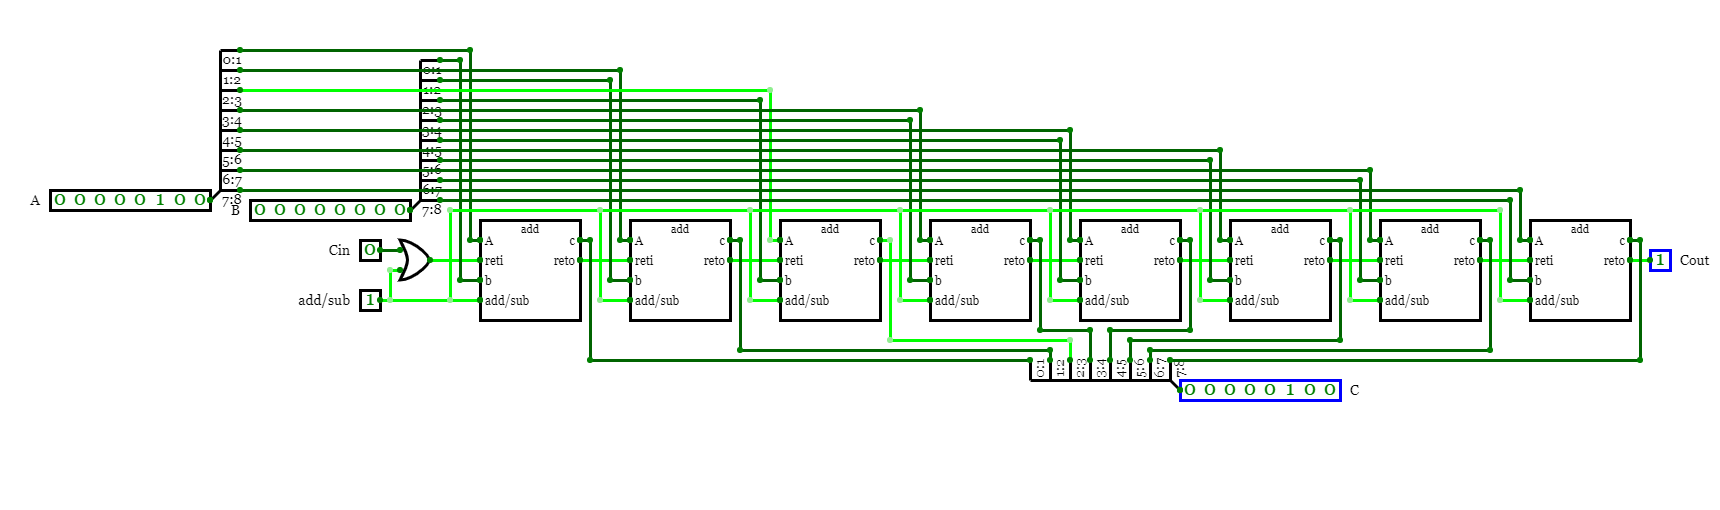 0:1
1:2
2:3
3:4
4:5
5:6
6:7
7:8
0:1
1:2
2:3
3:4
4:5
5:6
6:7
7:8
A 0 0 0 0 0 1 0 0
B 0 0 0 0 0 0 0 0
Cin 0
add/sub 1
add
A c
reti reto
b
add/sub
add
A c
reti reto
b
add/sub
add
A c
reti reto
b
add/sub
add
A c
reti reto
b
add/sub
add
A c
reti reto
b
add/sub
add
A c
reti reto
b
add/sub
add
A c
reti reto
b
add/sub
add
A c
reti reto
b
add/sub
1 Cout
0:1
1:2
2:3
3:4
4:5
5:6
6:7
7:8
0 0 0 0 0 1 0 0 C